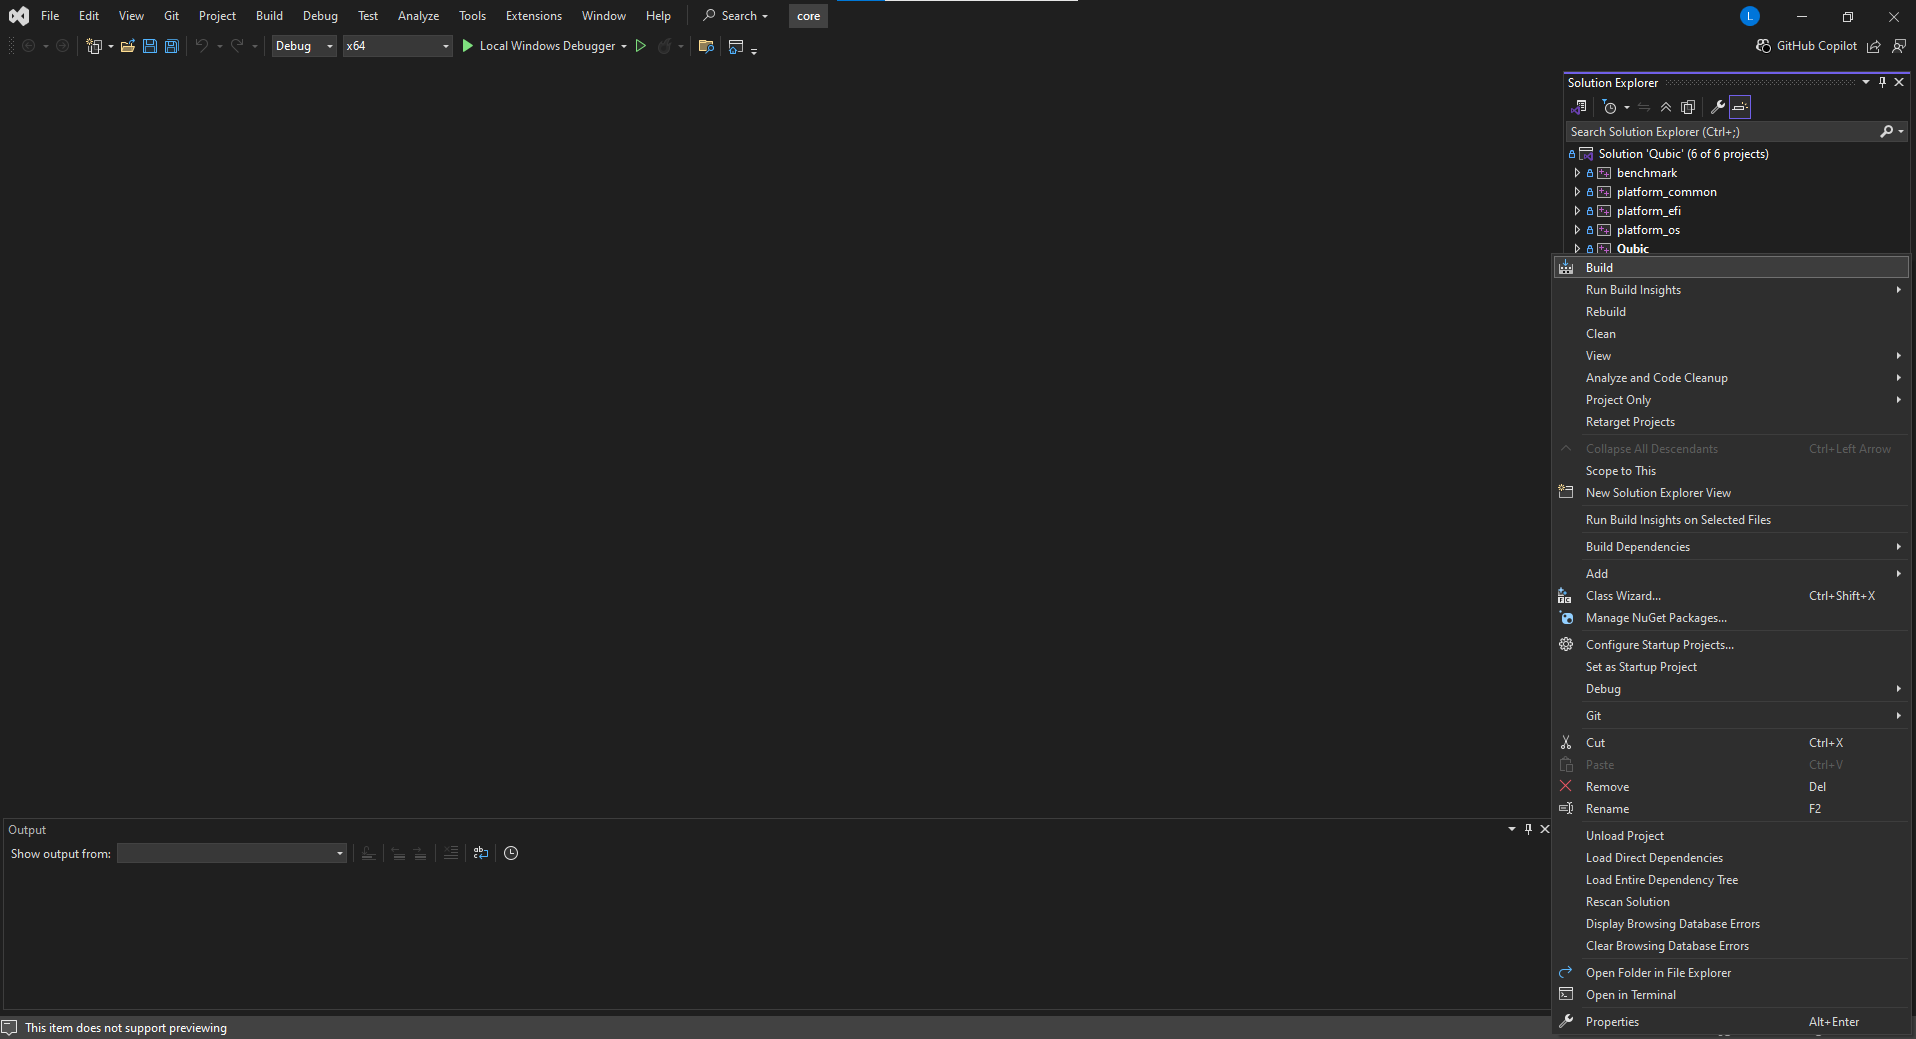 File Edit View Git Project Build Debug Test Analyze Tools Extensions Window Help Search core L
Debug x64 Local Windows Debugger GitHub Copilot
Solution Explorer
Search Solution Explorer (Ctrl+;)
Solution 'Qubic' (6 of 6 projects)
benchmark
platform_common
platform_efi
platform_os
Qubic
Build
Run Build Insights
Rebuild
Clean
View
Analyze and Code Cleanup
Project Only
Retarget Projects
Collapse All Descendants Ctrl+Left Arrow
Scope to This
New Solution Explorer View
Run Build Insights on Selected Files
Build Dependencies
Add
Class Wizard... Ctrl+Shift+X
Manage NuGet Packages...
Configure Startup Projects...
Set as Startup Project
Debug
Git
Cut Ctrl+X
Paste Ctrl+V
Remove Del
Rename F2
Unload Project
Load Direct Dependencies
Load Entire Dependency Tree
Rescan Solution
Display Browsing Database Errors
Clear Browsing Database Errors
Open Folder in File Explorer
Open in Terminal
Properties Alt+Enter
Output
Show output from:
This item does not support previewing